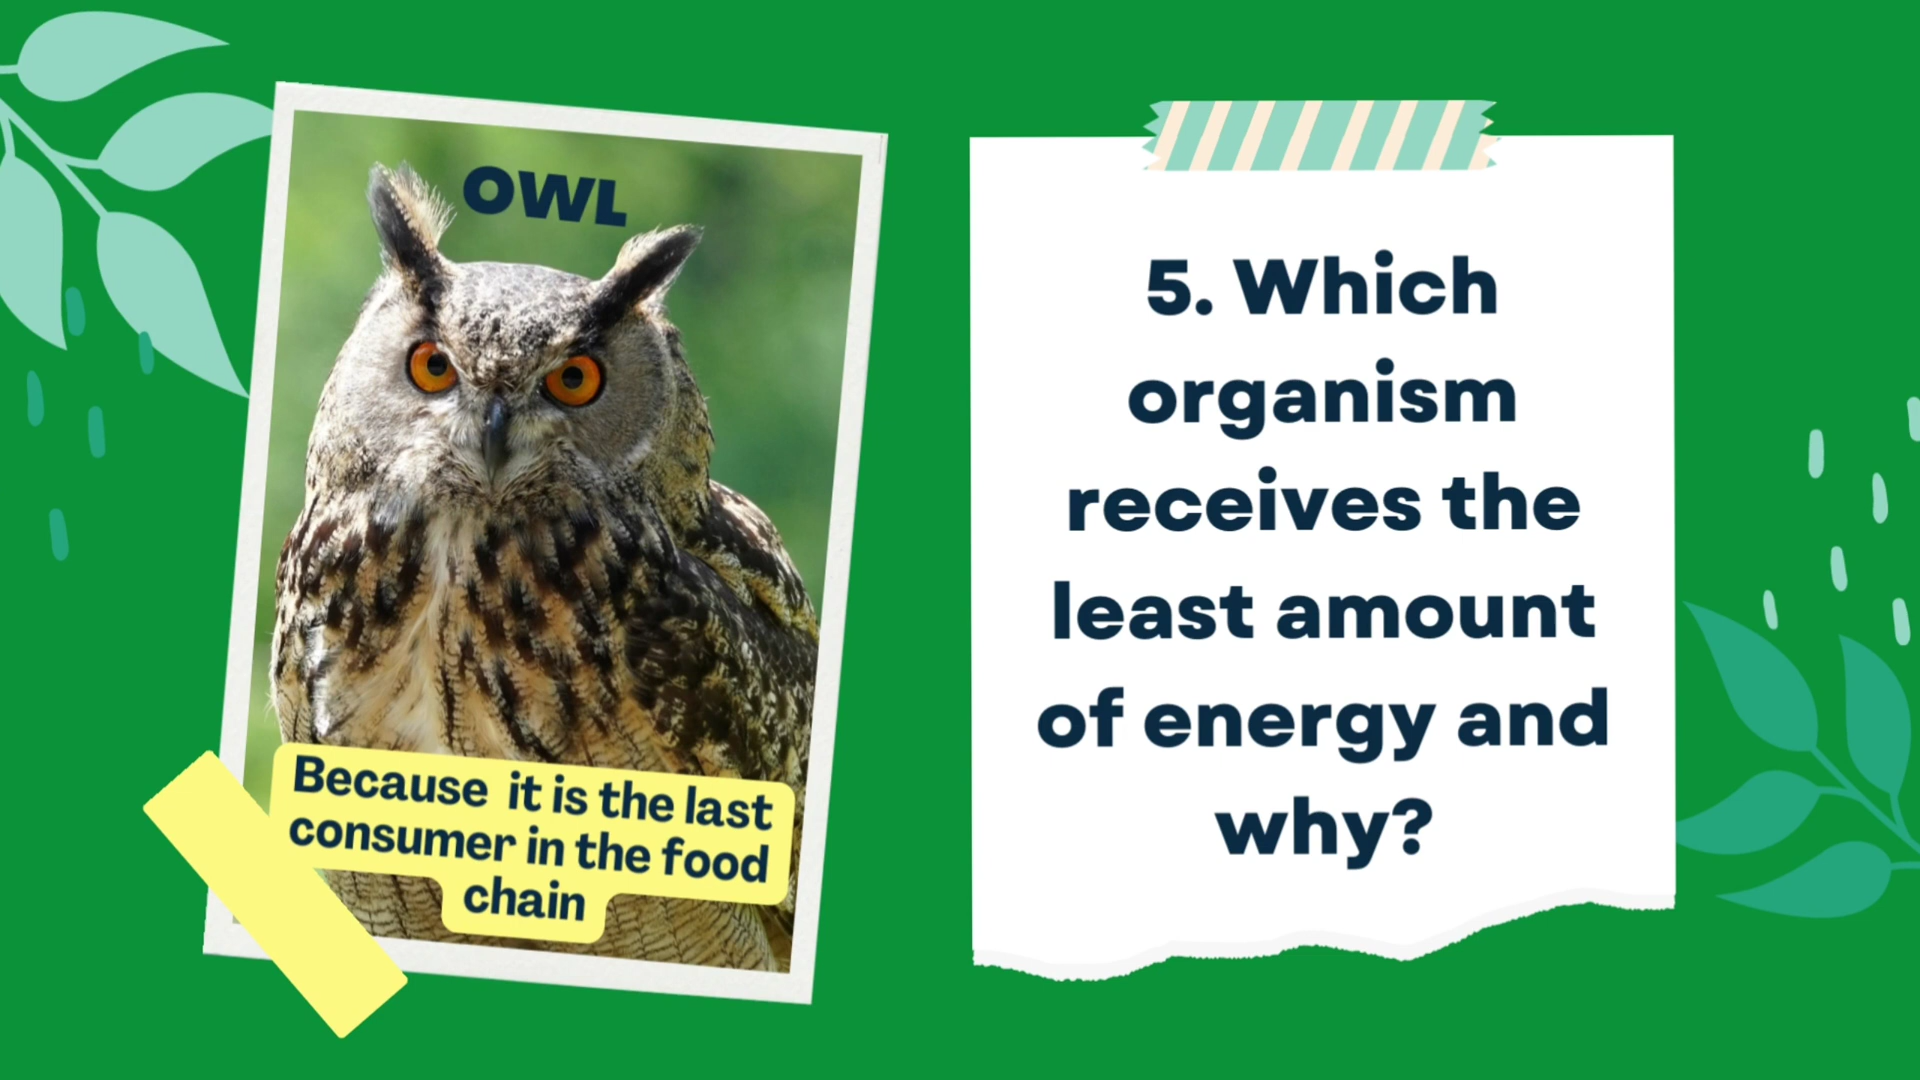 OWL
Because it is the last
consumer in the food
chain
5. Which
organism
receives the
least amount
of energy and
why?